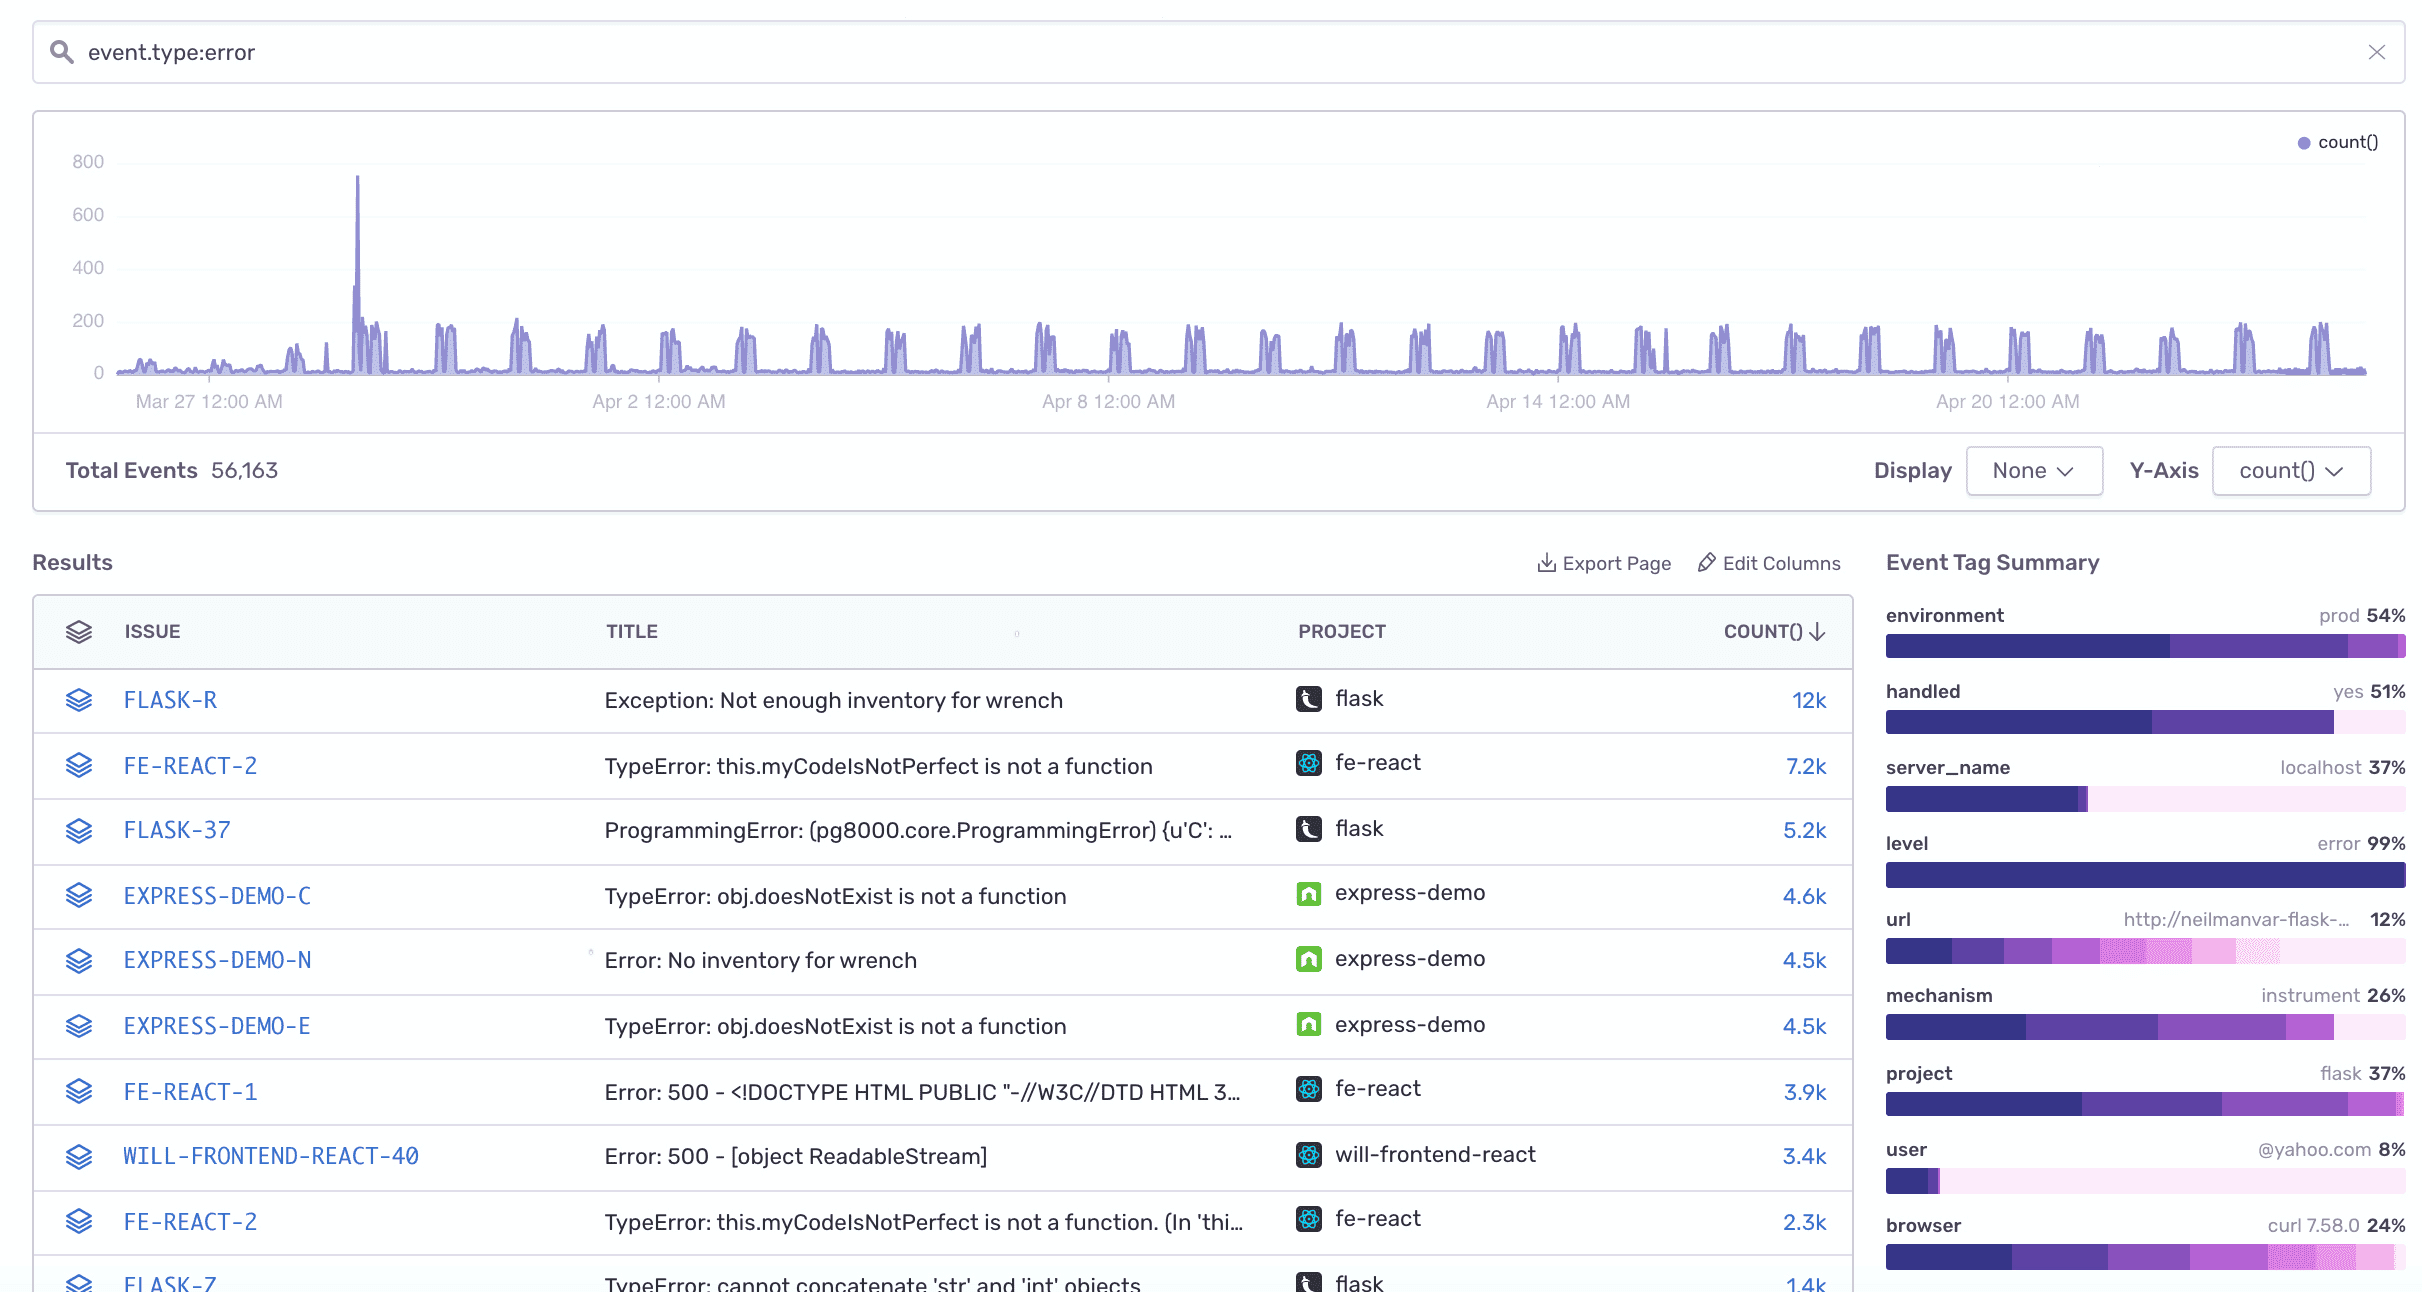 event.type:error
count()
800
600
400
200
0
Mar 27 12:00 AM Apr 2 12:00 AM Apr 8 12:00 AM Apr 14 12:00 AM Apr 20 12:00 AM
Total Events 56,163 Display None Y-Axis count()
Results Export Page Edit Columns
ISSUE TITLE PROJECT COUNT()
FLASK-R Exception: Not enough inventory for wrench flask 12k
FE-REACT-2 TypeError: this.myCodeIsNotPerfect is not a function fe-react 7.2k
FLASK-37 ProgrammingError: (pg8000.core.ProgrammingError) {u'C': ... flask 5.2k
EXPRESS-DEMO-C TypeError: obj.doesNotExist is not a function express-demo 4.6k
EXPRESS-DEMO-N Error: No inventory for wrench express-demo 4.5k
EXPRESS-DEMO-E TypeError: obj.doesNotExist is not a function express-demo 4.5k
FE-REACT-1 Error: 500 - <!DOCTYPE HTML PUBLIC "-//W3C//DTD HTML 3... fe-react 3.9k
WILL-FRONTEND-REACT-40 Error: 500 - [object ReadableStream] will-frontend-react 3.4k
FE-REACT-2 TypeError: this.myCodeIsNotPerfect is not a function. (In 'thi... fe-react 2.3k
FLASK-Z TypeError: cannot concatenate 'str' and 'int' objects flask 1.4k
Event Tag Summary
environment prod 54%
handled yes 51%
server_name localhost 37%
level error 99%
url http://neilmanvar-flask-... 12%
mechanism instrument 26%
project flask 37%
user @yahoo.com 8%
browser curl 7.58.0 24%